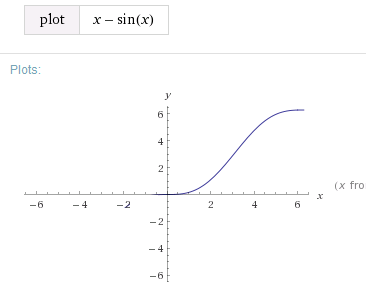 plot x – sin(x)
Plots:
y
6
4
2
(x fro
-6 -4 -2 2 4 6 x
-2
-4
-6